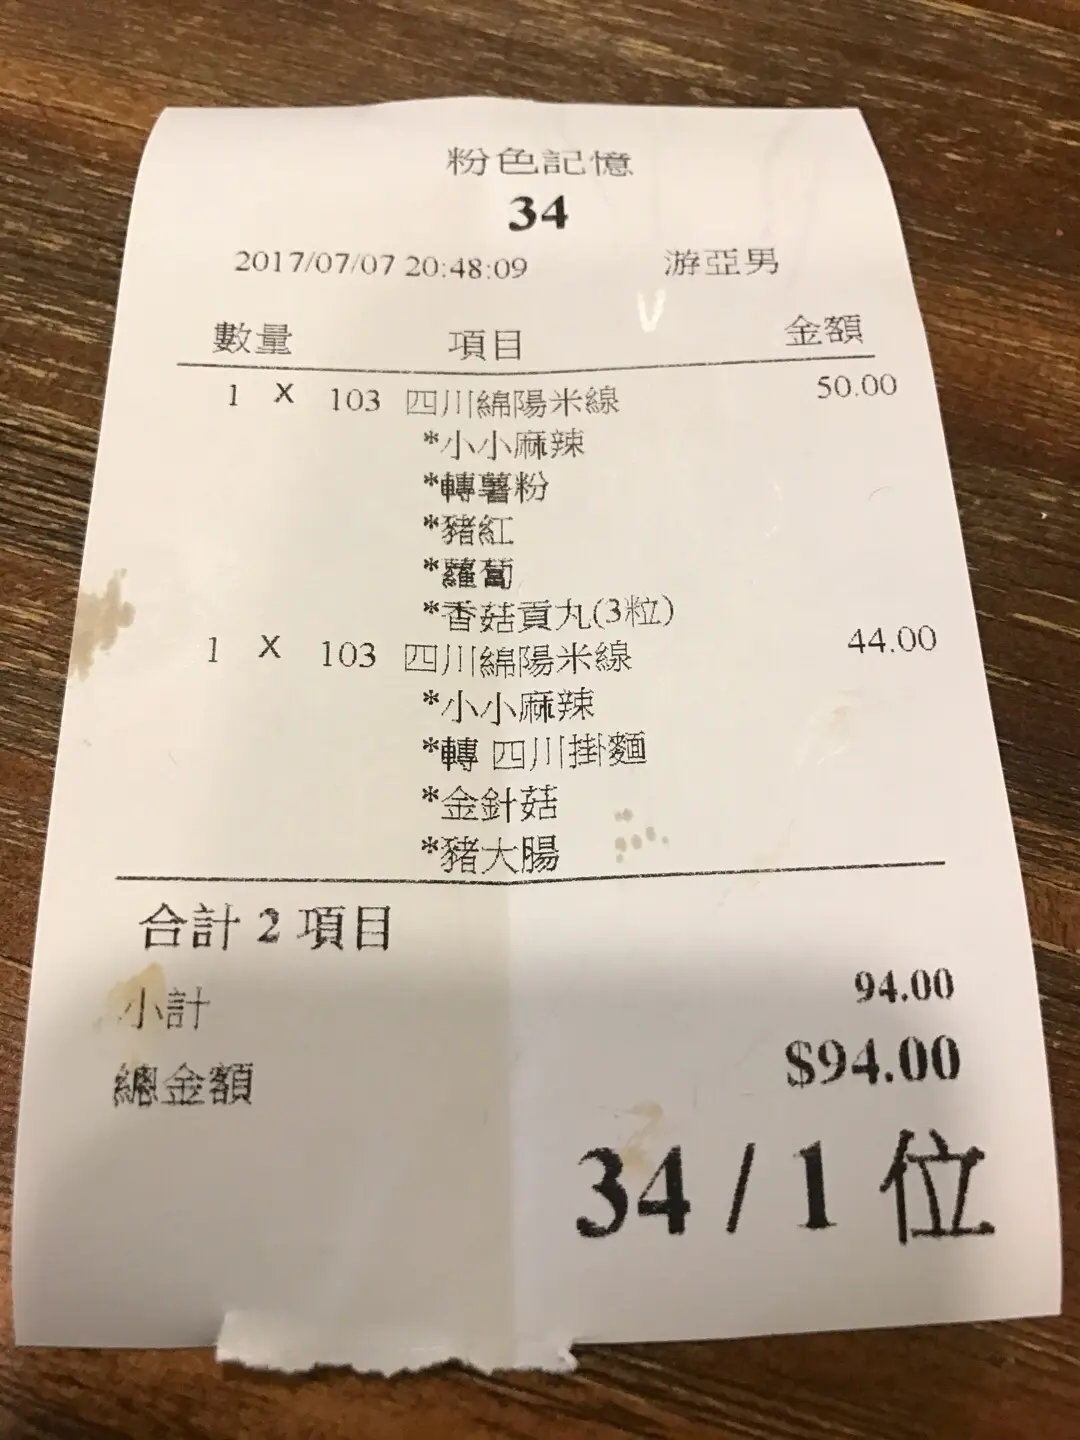 粉色記憶
34
2017/07/07 20:48:09 游亞男
數量 項目 金額
1 X 103 四川綿陽米線 50.00
*小小麻辣
*轉薯粉
*豬紅
*蘿蔔
*香菇貢丸(3粒)
1 X 103 四川綿陽米線 44.00
*小小麻辣
*轉 四川掛麵
*金針菇
*豬大腸
合計 2 項目
小計 94.00
總金額 $94.00
34 / 1 位